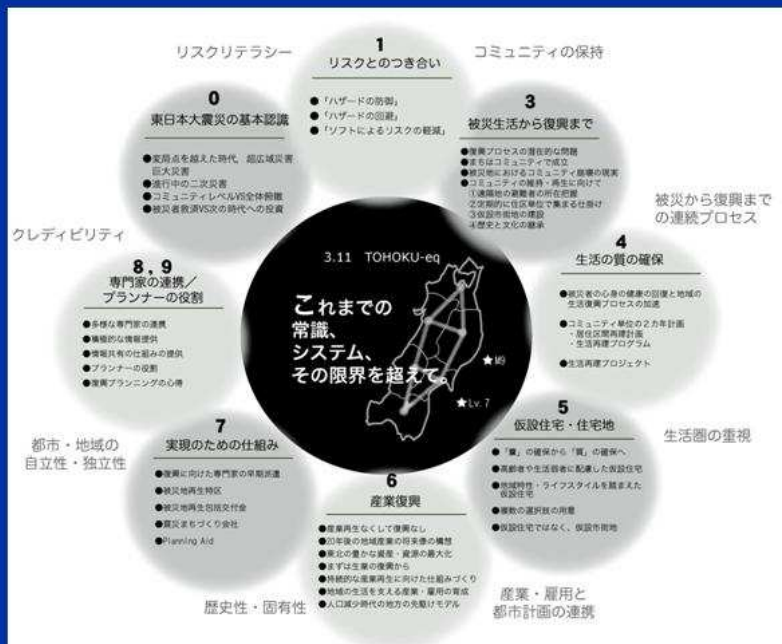 リスクリテラシー
1
リスクとのつき合い
●「ハザードの防御」
●「ハザードの回避」
●「ソフトによるリスクの軽減」
コミュニティの保持
0
東日本大震災の基本認識
●変局点を越えた時代、超広域災害
巨大災害
●進行中の二次災害
●コミュニティレベルVS全体俯瞰
●被災者救済VS次の時代への投資
3
被災生活から復興まで
●復興プロセスの潜在的な問題
●まちはコミュニティで成立
●被災地におけるコミュニティ崩壊の現実
●コミュニティの維持・再生に向けて
①遠隔地の避難者の所在把握
②定期的に住区単位で集まる仕掛け
③仮設市街地の建設
④歴史と文化の継承
被災から復興まで
の連続プロセス
クレディビリティ
8,9
専門家の連携／
プランナーの役割
●多様な専門家の連携
●積極的な情報提供
●情報共有の仕組みの提供
●プランナーの役割
●復興プランニングの心得
3.11 TOHOKU-eq
これまでの
常識、
システム、
その限界を超えて。
★M9
★Lv.7
4
生活の質の確保
●被災者の心身の健康の回復と地域の
生活復興プロセスの加速
●コミュニティ単位の2カ年計画
・居住区間再建計画
・生活再建プログラム
●生活再建プロジェクト
都市・地域の
自立性・独立性
7
実現のための仕組み
●復興に向けた専門家の早期派遣
●被災地再生特区
●被災地再生包括交付金
●震災まちづくり会社
●Planning Aid
5
仮設住宅・住宅地
●「量」の確保から「質」の確保へ
●高齢者や生活弱者に配慮した仮設住宅
●地域特性・ライフスタイルを踏まえた
仮設住宅
●複数の選択肢の用意
●仮設住宅ではなく、仮設市街地
生活圏の重視
6
産業復興
●産業再生なくして復興なし
●20年後の地域産業の将来像の構想
●東北の豊かな資産・資源の最大化
●まずは生業の復興から
●持続的な産業再生に向けた仕組みづくり
●地域の生活を支える産業・雇用の育成
●人口減少時代の地方の先駆けモデル
歴史性・固有性
産業・雇用と
都市計画の連携